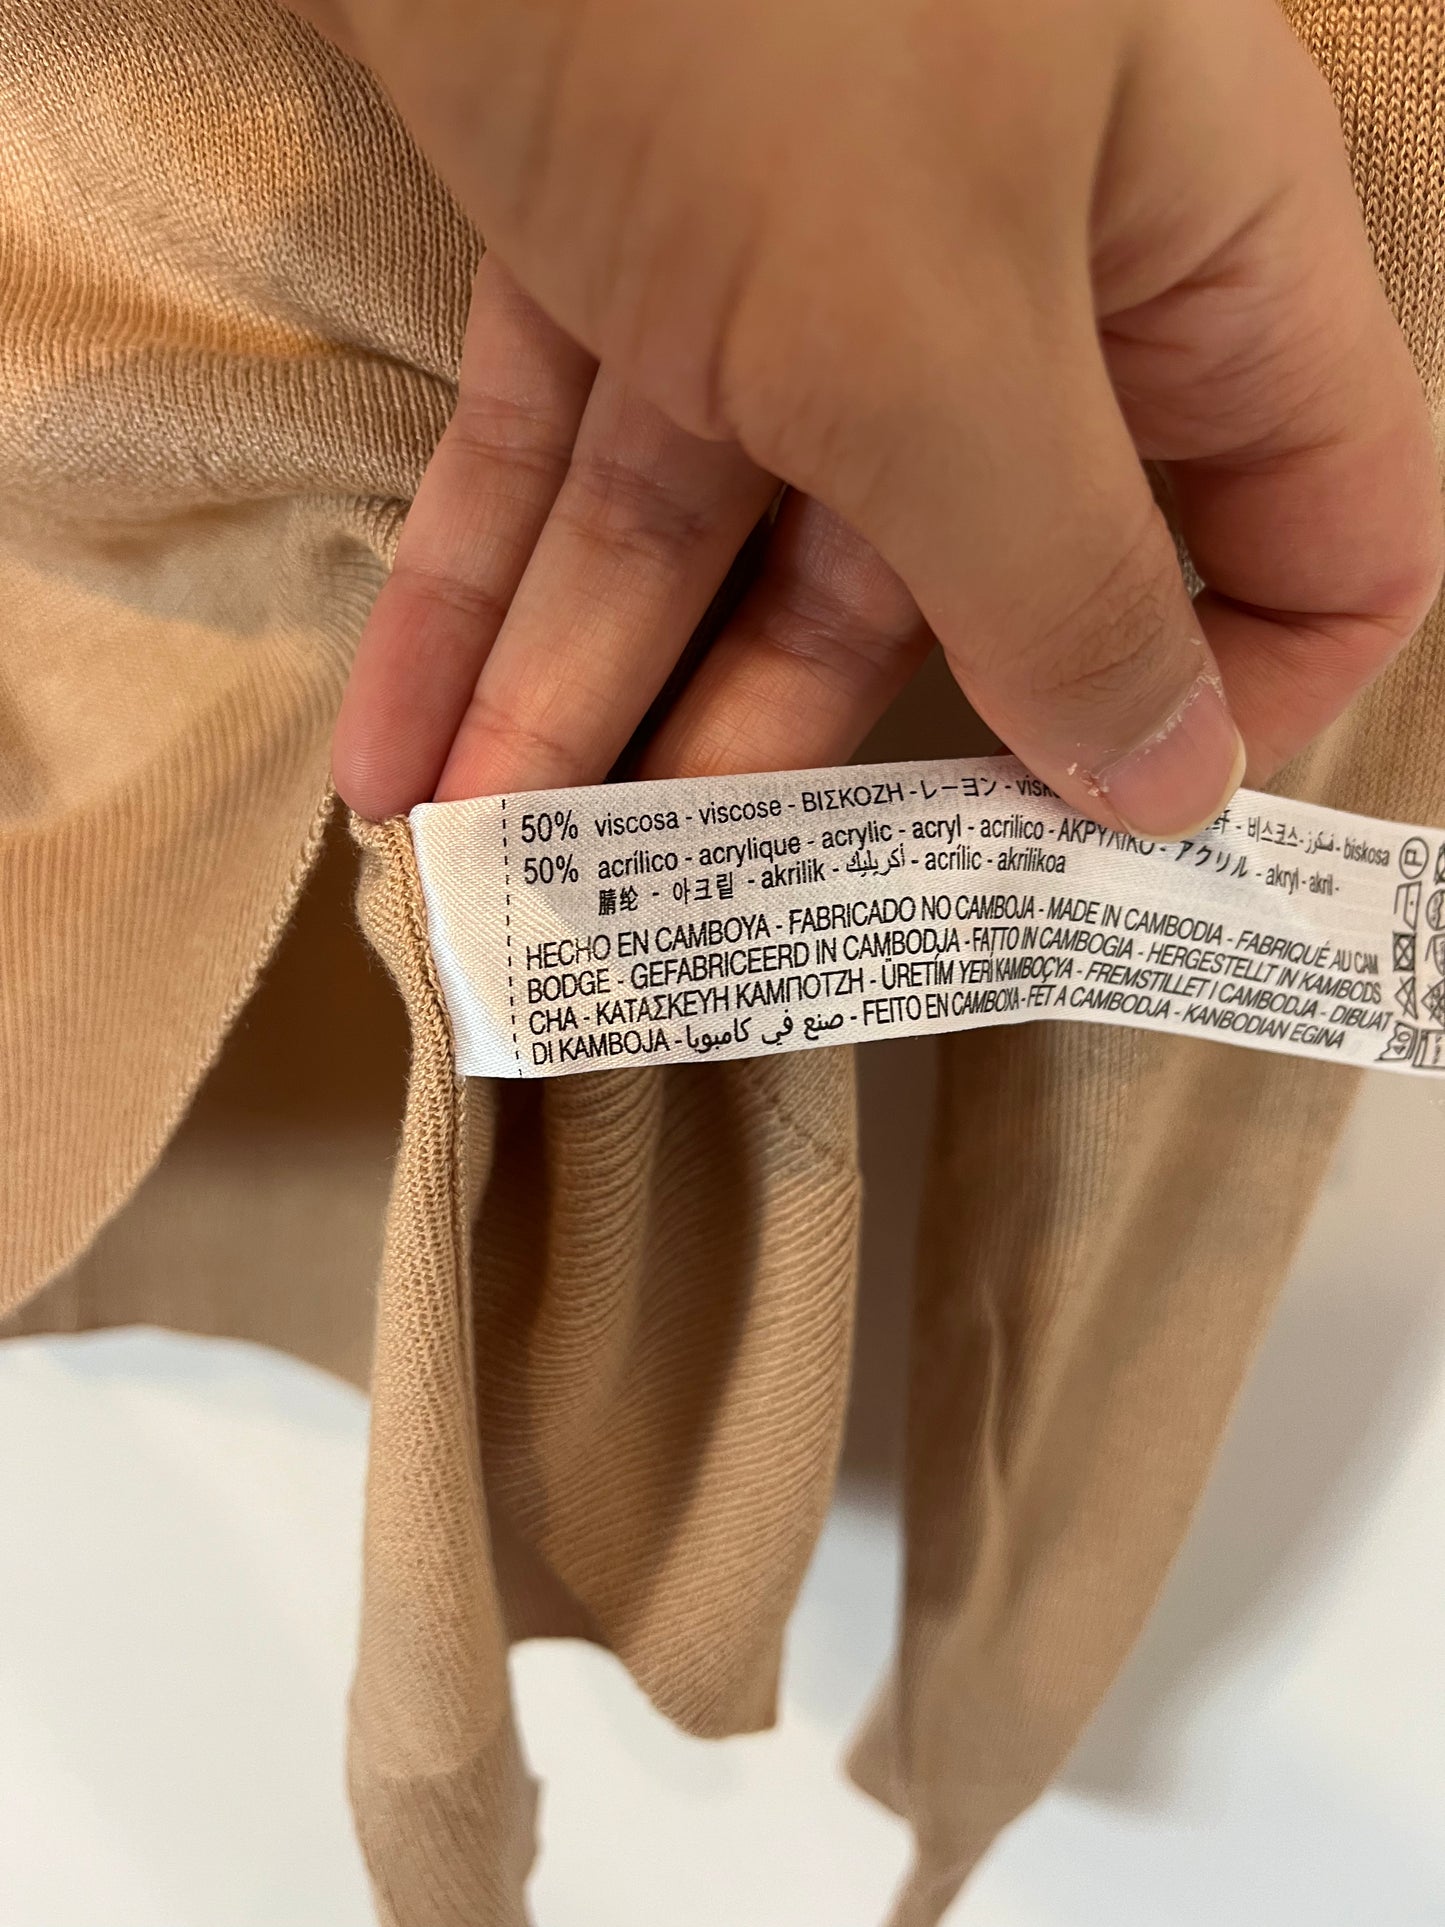 50% viscosa - viscose - ΒΙΣΚΟΖΗ - レーヨン - - 비스코스 - فسكوز - biskosa
50% acrílico - acrylique - acrylic - acryl - acrilico - ΑΚΡΥΛΙΚΟ - アクリル - akryl - akril -
腈纶 - 아크릴 - akrilik - أكريليك - acrílic - akrilikoa
HECHO EN CAMBOYA - FABRICADO NO CAMBOJA - MADE IN CAMBODIA - FABRIQUÉ AU CAM
BODGE - GEFABRICEERD IN CAMBODJA - FATTO IN CAMBOGIA - HERGESTELLT IN KAMBODS
CHA - ΚΑΤΑΣΚΕΥΗ ΚΑΜΠΟΤΖΗ - ÜRETİM YERİ KAMBOÇYA - FREMSTILLET I CAMBODJA - DIBUAT
DI KAMBOJA - صنع في كامبويا - FEITO EN CAMBOXA - FET A CAMBODJA - KANBODIAN EGINA
P
40